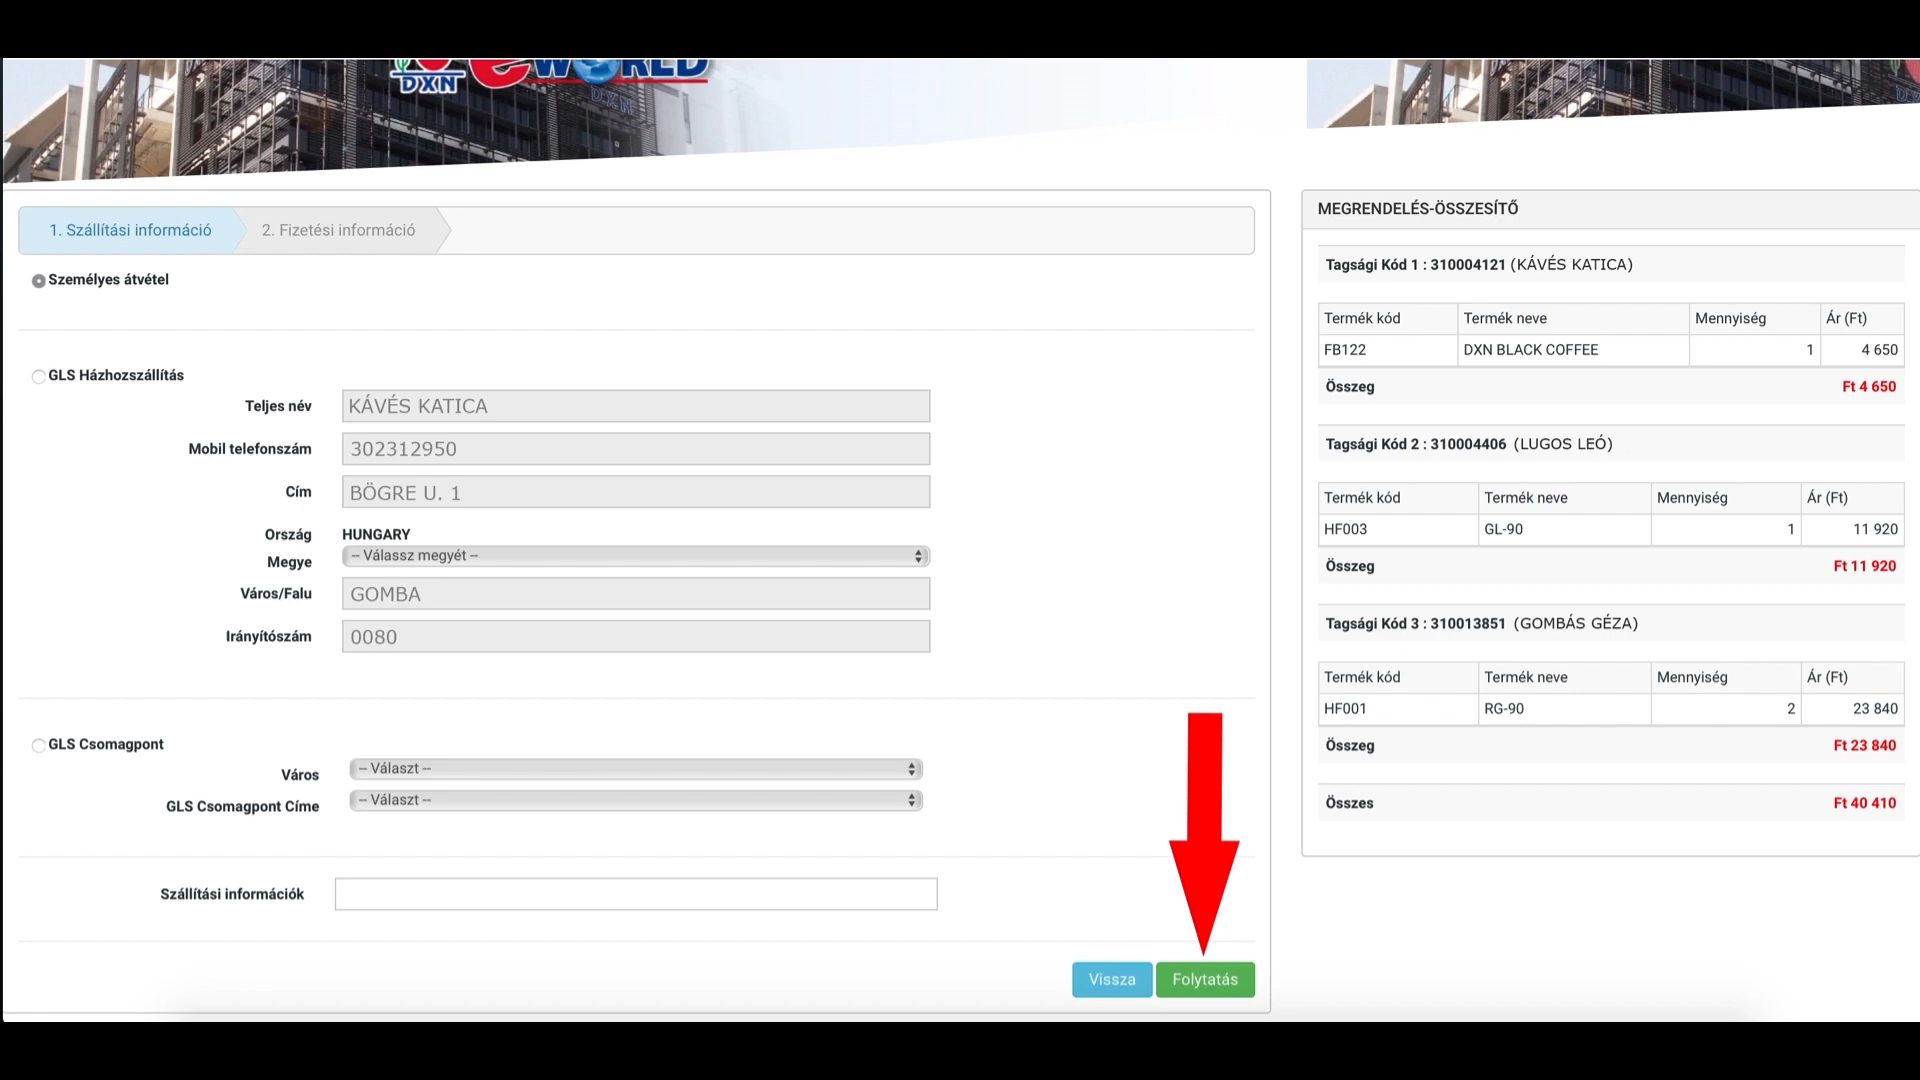 DXN eWORLD
DXN
1. Szállítási információ
2. Fizetési információ
Személyes átvétel
GLS Házhozszállítás
Teljes név KÁVÉS KATICA
Mobil telefonszám 302312950
Cím BÖGRE U. 1
Ország HUNGARY
Megye -- Válassz megyét --
Város/Falu GOMBA
Irányítószám 0080
GLS Csomagpont
Város -- Választ --
GLS Csomagpont Címe -- Választ --
Szállítási információk
Vissza Folytatás
MEGRENDELÉS-ÖSSZESÍTŐ
Tagsági Kód 1 : 310004121 (KÁVÉS KATICA)
Termék kód Termék neve Mennyiség Ár (Ft)
FB122 DXN BLACK COFFEE 1 4 650
Összeg Ft 4 650
Tagsági Kód 2 : 310004406 (LUGOS LEÓ)
Termék kód Termék neve Mennyiség Ár (Ft)
HF003 GL-90 1 11 920
Összeg Ft 11 920
Tagsági Kód 3 : 310013851 (GOMBÁS GÉZA)
Termék kód Termék neve Mennyiség Ár (Ft)
HF001 RG-90 2 23 840
Összeg Ft 23 840
Összes Ft 40 410